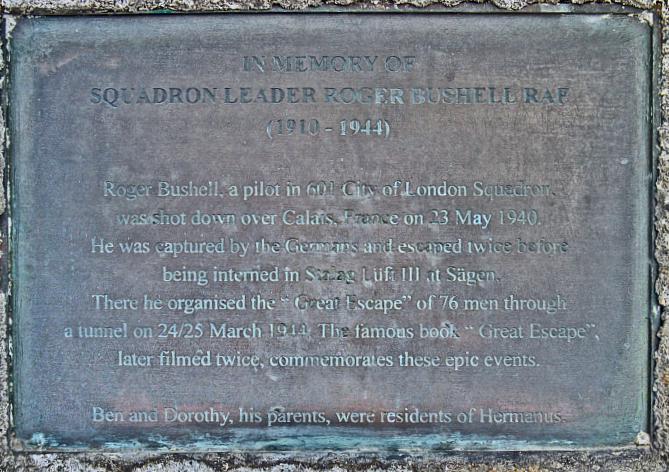 IN MEMORY OF
SQUADRON LEADER ROGER BUSHELL RAF
(1910 - 1944)
Roger Bushell, a pilot in 601 City of London Squadron,
was shot down over Calais, France on 23 May 1940.
He was captured by the Germans and escaped twice before
being interned in Stalag Luft III at Sagen.
There he organised the “ Great Escape” of 76 men through
a tunnel on 24/25 March 1944. The famous book “ Great Escape”,
later filmed twice, commemorates these epic events.
Ben and Dorothy, his parents, were residents of Hermanus.